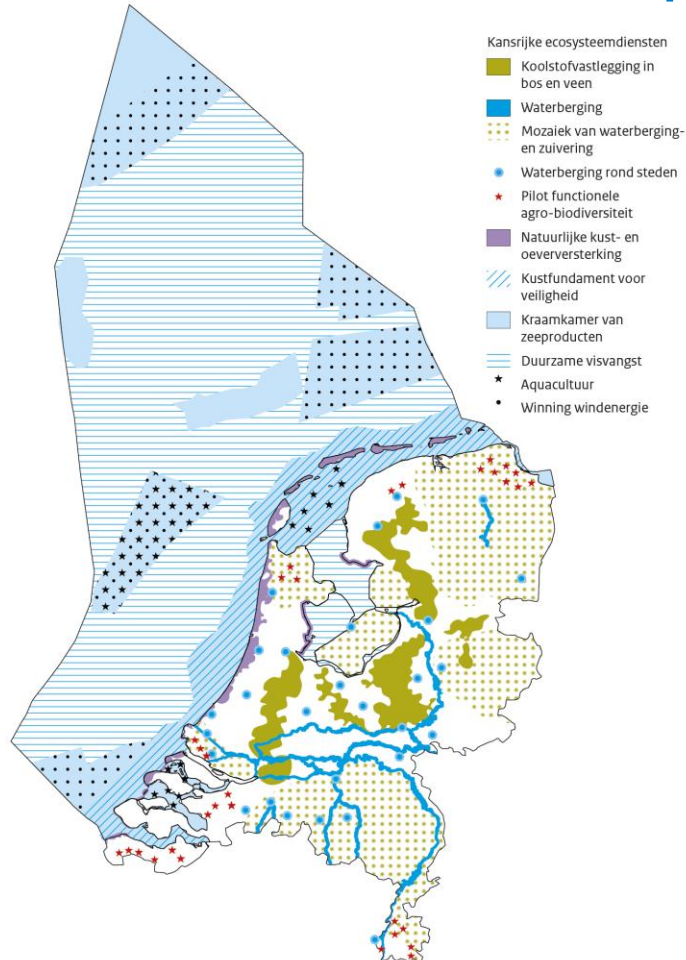 Kansrijke ecosysteemdiensten
Koolstofvastlegging in
bos en veen
Waterberging
Mozaiek van waterberging-
en zuivering
Waterberging rond steden
Pilot functionele
agro-biodiversiteit
Natuurlijke kust- en
oeverversterking
Kustfundament voor
veiligheid
Kraamkamer van
zeeproducten
Duurzame visvangst
Aquacultuur
Winning windenergie